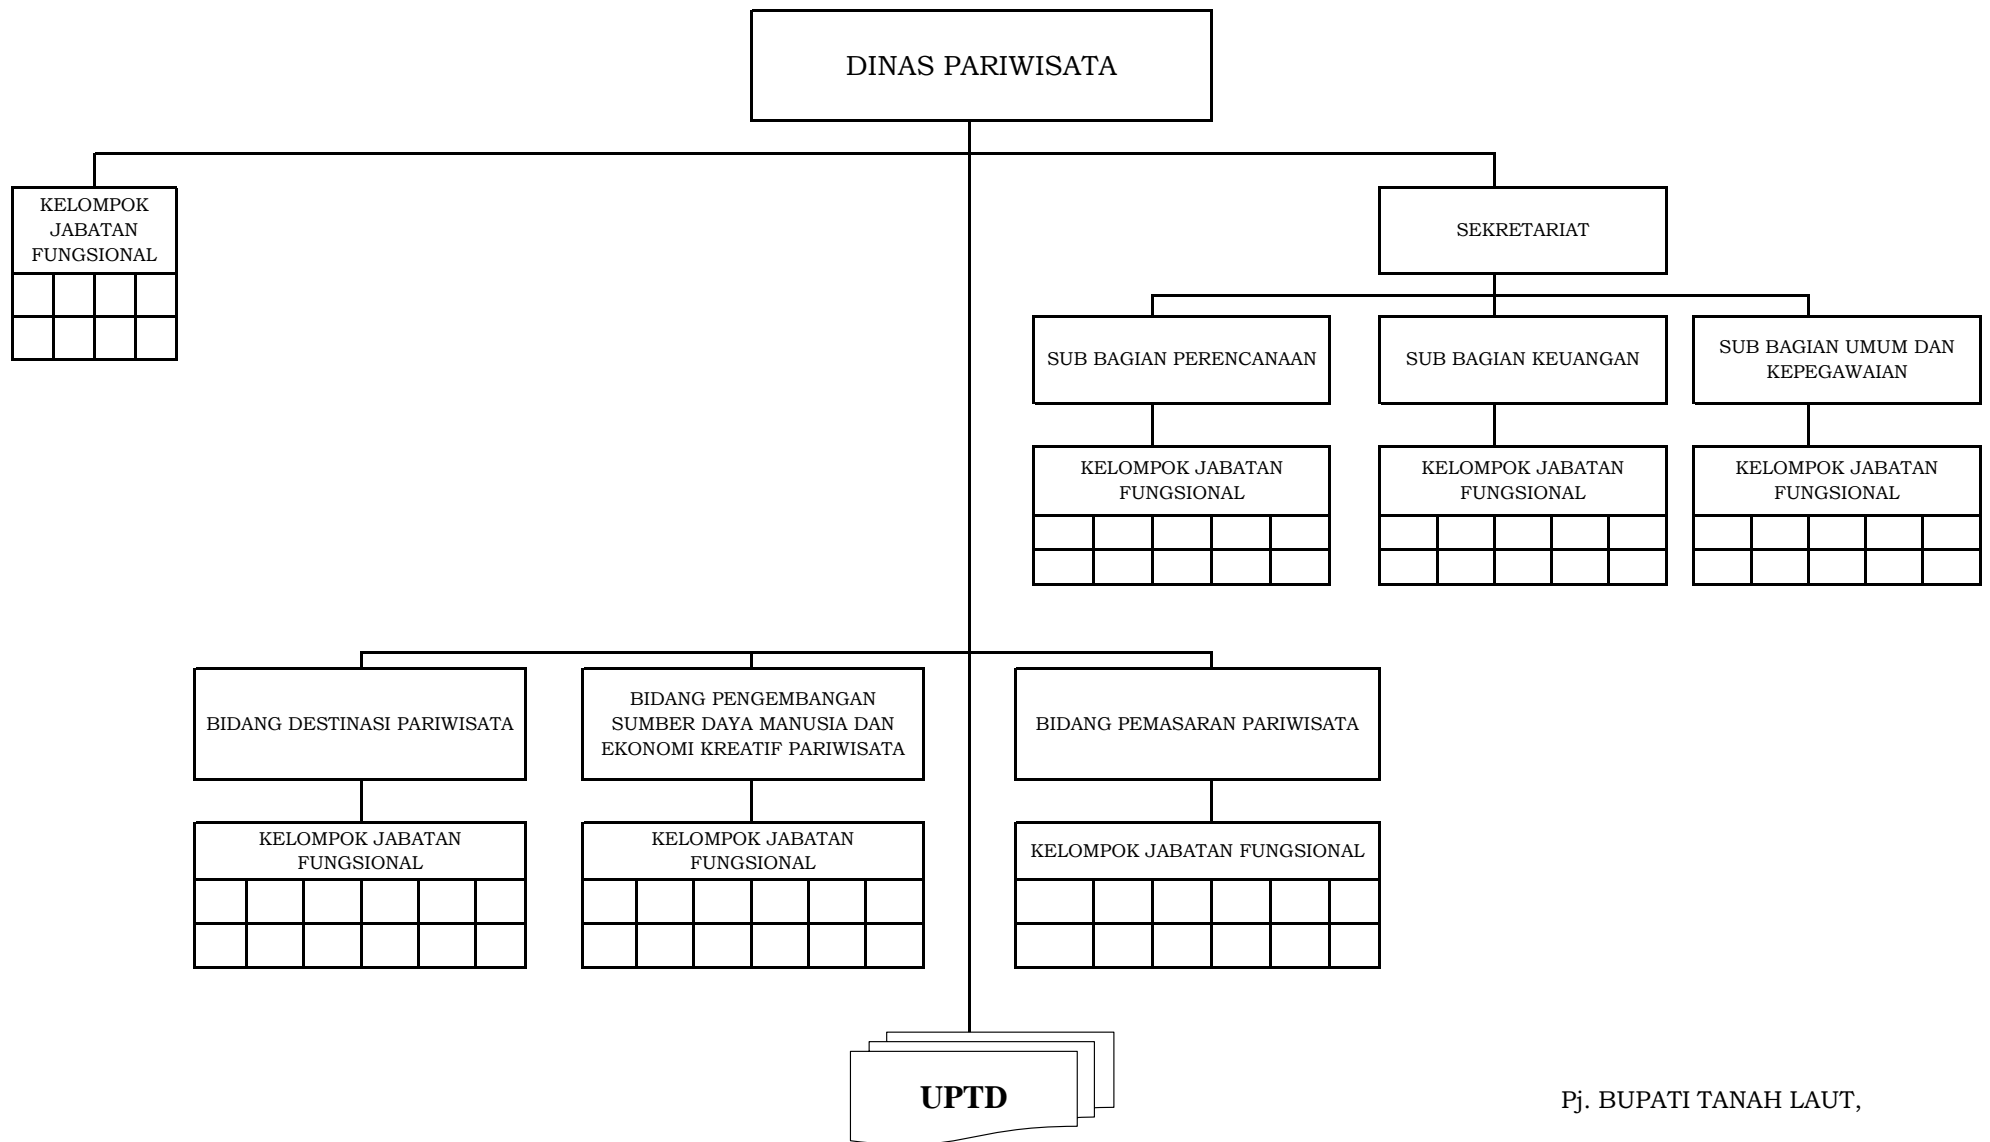 DINAS PARIWISATA
KELOMPOK
JABATAN
FUNGSIONAL
SEKRETARIAT
SUB BAGIAN PERENCANAAN
SUB BAGIAN KEUANGAN
SUB BAGIAN UMUM DAN
KEPEGAWAIAN
KELOMPOK JABATAN
FUNGSIONAL
KELOMPOK JABATAN
FUNGSIONAL
KELOMPOK JABATAN
FUNGSIONAL
BIDANG DESTINASI PARIWISATA
BIDANG PENGEMBANGAN
SUMBER DAYA MANUSIA DAN
EKONOMI KREATIF PARIWISATA
BIDANG PEMASARAN PARIWISATA
KELOMPOK JABATAN
FUNGSIONAL
KELOMPOK JABATAN
FUNGSIONAL
KELOMPOK JABATAN FUNGSIONAL
UPTD
Pj. BUPATI TANAH LAUT,